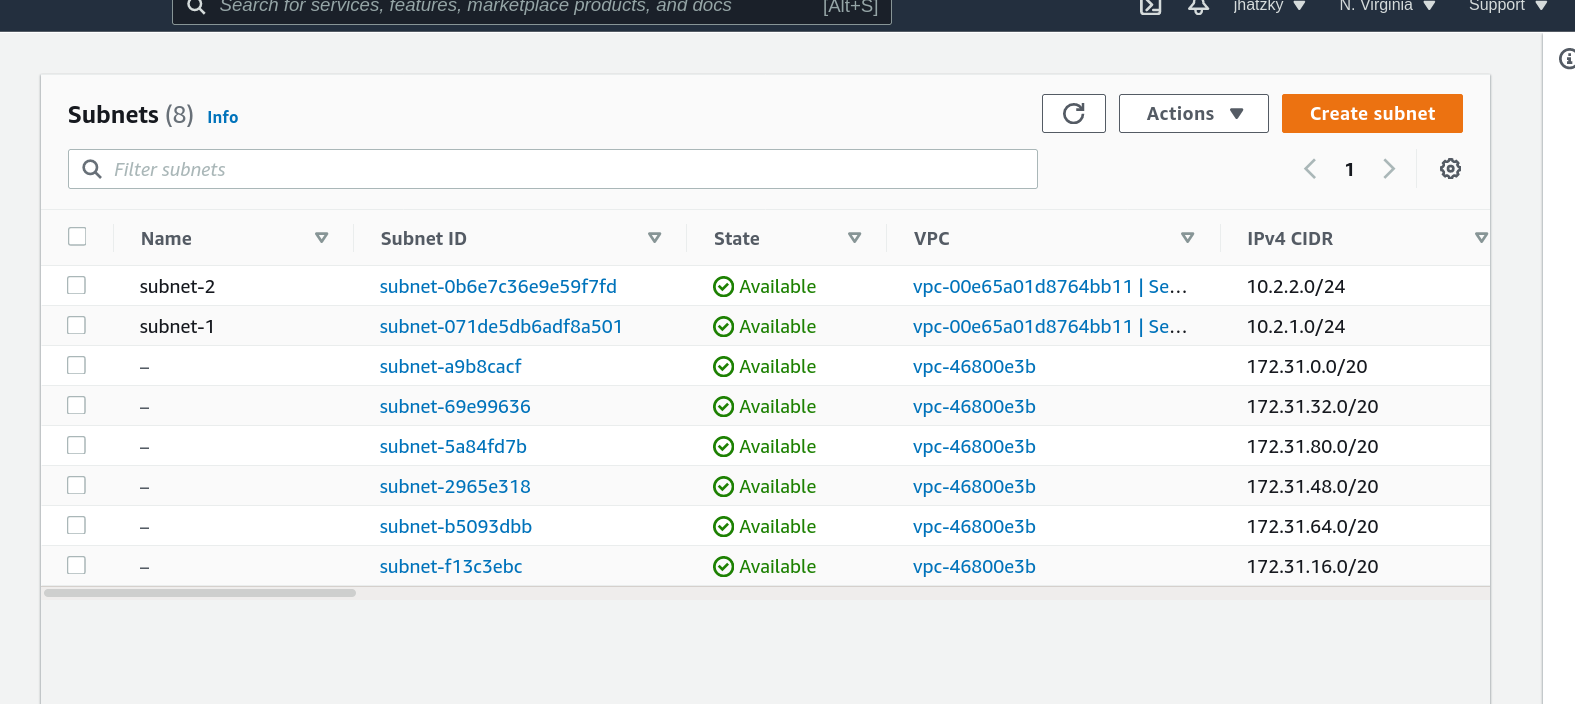 Search for services, features, marketplace products, and docs [Alt+S] jhatzky N. Virginia Support
Subnets (8) Info Actions Create subnet
Filter subnets 1
Name Subnet ID State VPC IPv4 CIDR
subnet-2 subnet-0b6e7c36e9e59f7fd Available vpc-00e65a01d8764bb11 | Se… 10.2.2.0/24
subnet-1 subnet-071de5db6adf8a501 Available vpc-00e65a01d8764bb11 | Se… 10.2.1.0/24
– subnet-a9b8cacf Available vpc-46800e3b 172.31.0.0/20
– subnet-69e99636 Available vpc-46800e3b 172.31.32.0/20
– subnet-5a84fd7b Available vpc-46800e3b 172.31.80.0/20
– subnet-2965e318 Available vpc-46800e3b 172.31.48.0/20
– subnet-b5093dbb Available vpc-46800e3b 172.31.64.0/20
– subnet-f13c3ebc Available vpc-46800e3b 172.31.16.0/20